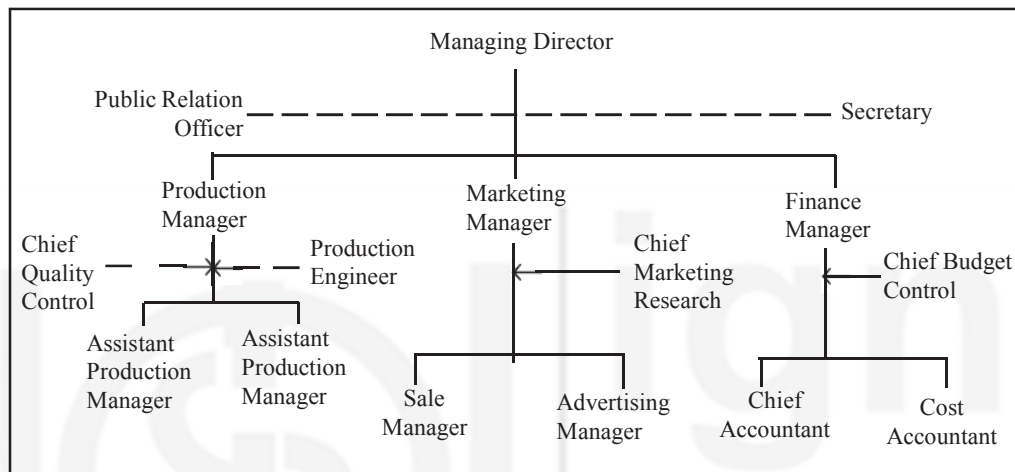 Managing Director
Public Relation
Officer
Secretary
Production
Manager
Marketing
Manager
Finance
Manager
Chief
Quality
Control
Production
Engineer
Chief
Marketing
Research
Chief Budget
Control
Assistant
Production
Manager
Assistant
Production
Manager
Sale
Manager
Advertising
Manager
Chief
Accountant
Cost
Accountant
ign